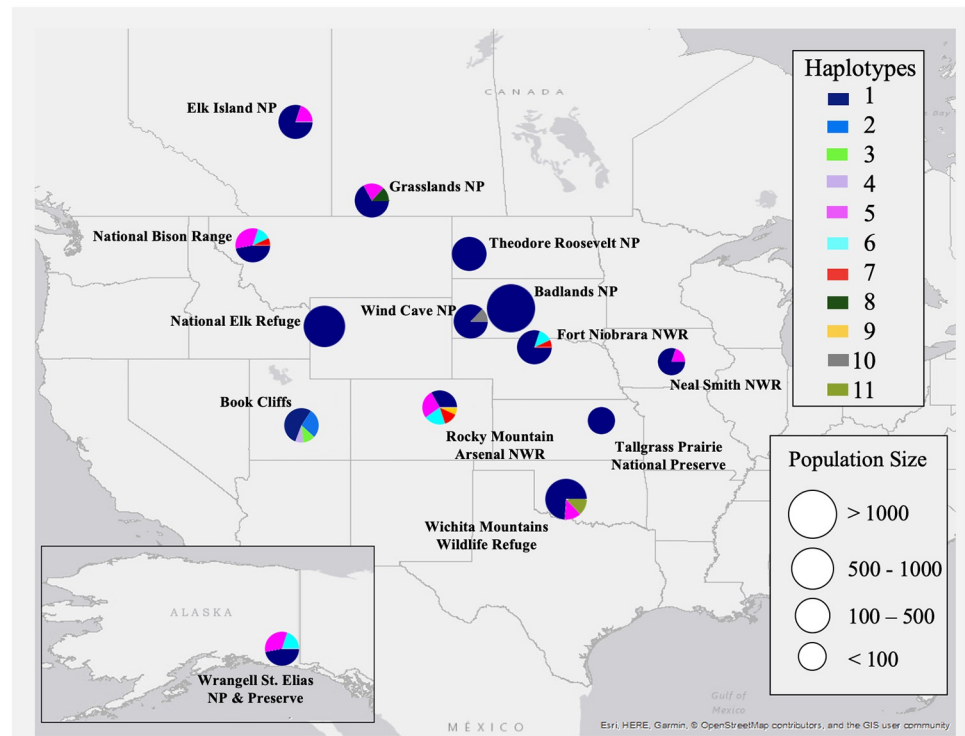 CANADA
Elk Island NP
Grasslands NP
National Bison Range
Theodore Roosevelt NP
Badlands NP
Wind Cave NP
National Elk Refuge
Fort Niobrara NWR
Neal Smith NWR
Book Cliffs
Rocky Mountain
Arsenal NWR
Tallgrass Prairie
National Preserve
Wichita Mountains
Wildlife Refuge
ALASKA
Wrangell St. Elias
NP & Preserve
MÉXICO
Gulf of
Mexico
Haplotypes
1
2
3
4
5
6
7
8
9
10
11
Population Size
> 1000
500 - 1000
100 – 500
< 100
Esri, HERE, Garmin, © OpenStreetMap contributors, and the GIS user community